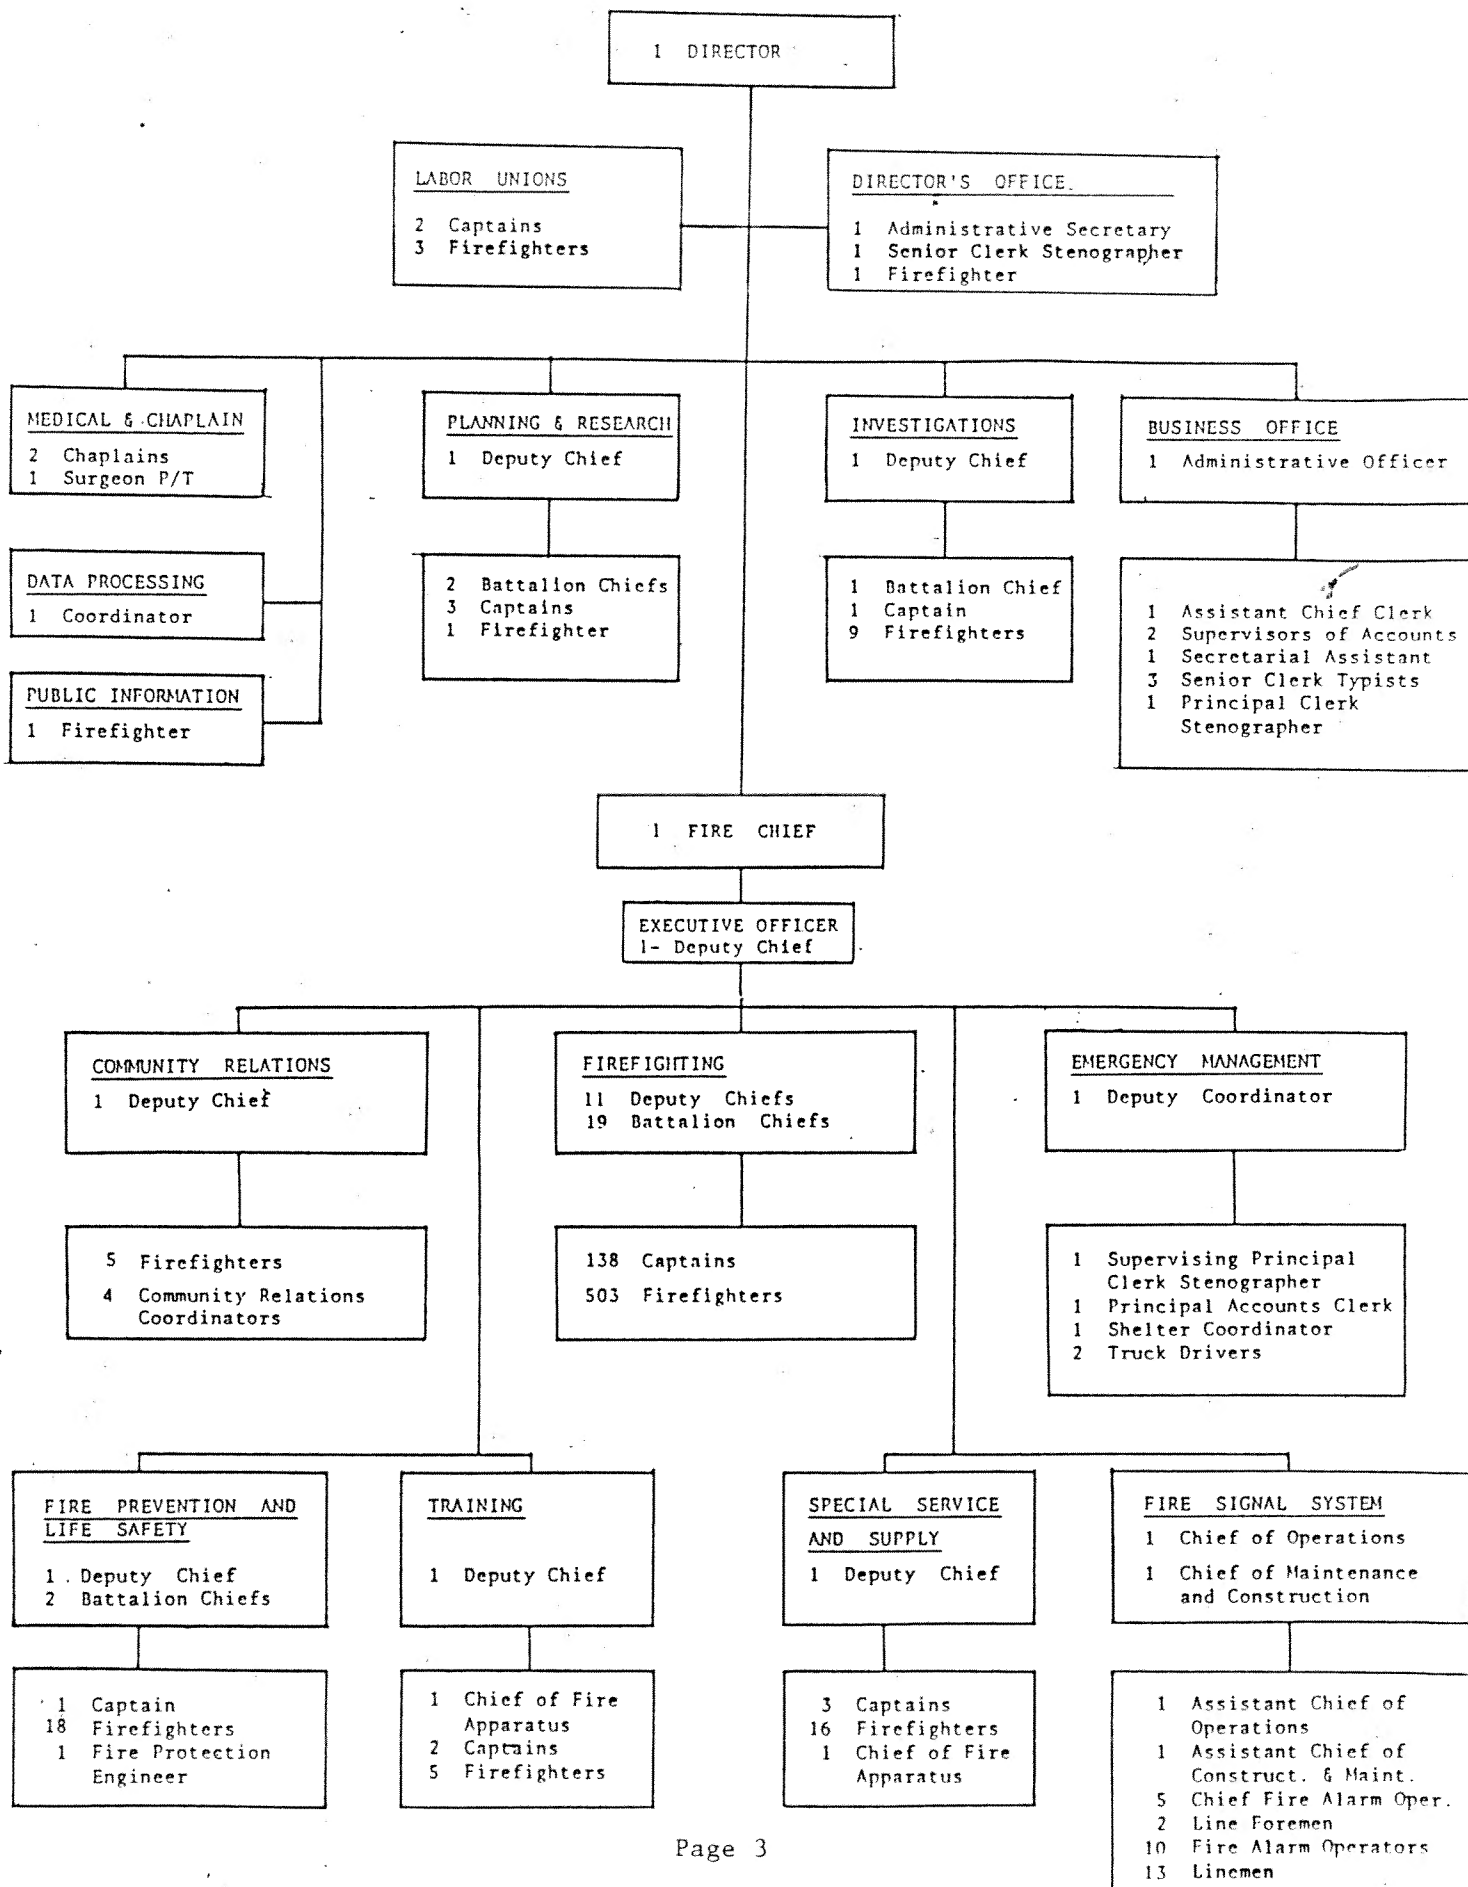 1 DIRECTOR
LABOR UNIONS
2 Captains
3 Firefighters
DIRECTOR'S OFFICE
1 Administrative Secretary
1 Senior Clerk Stenographer
1 Firefighter
MEDICAL & CHAPLAIN
2 Chaplains
1 Surgeon P/T
PLANNING & RESEARCH
1 Deputy Chief
INVESTIGATIONS
1 Deputy Chief
BUSINESS OFFICE
1 Administrative Officer
DATA PROCESSING
1 Coordinator
2 Battalion Chiefs
3 Captains
1 Firefighter
1 Battalion Chief
1 Captain
9 Firefighters
1 Assistant Chief Clerk
2 Supervisors of Accounts
1 Secretarial Assistant
3 Senior Clerk Typists
1 Principal Clerk
Stenographer
PUBLIC INFORMATION
1 Firefighter
1 FIRE CHIEF
EXECUTIVE OFFICER
1- Deputy Chief
COMMUNITY RELATIONS
1 Deputy Chief
FIREFIGHTING
11 Deputy Chiefs
19 Battalion Chiefs
EMERGENCY MANAGEMENT
1 Deputy Coordinator
5 Firefighters
4 Community Relations
Coordinators
138 Captains
503 Firefighters
1 Supervising Principal
Clerk Stenographer
1 Principal Accounts Clerk
1 Shelter Coordinator
2 Truck Drivers
FIRE PREVENTION AND
LIFE SAFETY
1 Deputy Chief
2 Battalion Chiefs
TRAINING
1 Deputy Chief
SPECIAL SERVICE
AND SUPPLY
1 Deputy Chief
FIRE SIGNAL SYSTEM
1 Chief of Operations
1 Chief of Maintenance
and Construction
1 Captain
18 Firefighters
1 Fire Protection
Engineer
1 Chief of Fire
Apparatus
2 Captains
5 Firefighters
3 Captains
16 Firefighters
1 Chief of Fire
Apparatus
1 Assistant Chief of
Operations
1 Assistant Chief of
Construct. & Maint.
5 Chief Fire Alarm Oper.
2 Line Foremen
10 Fire Alarm Operators
13 Linemen
Page 3